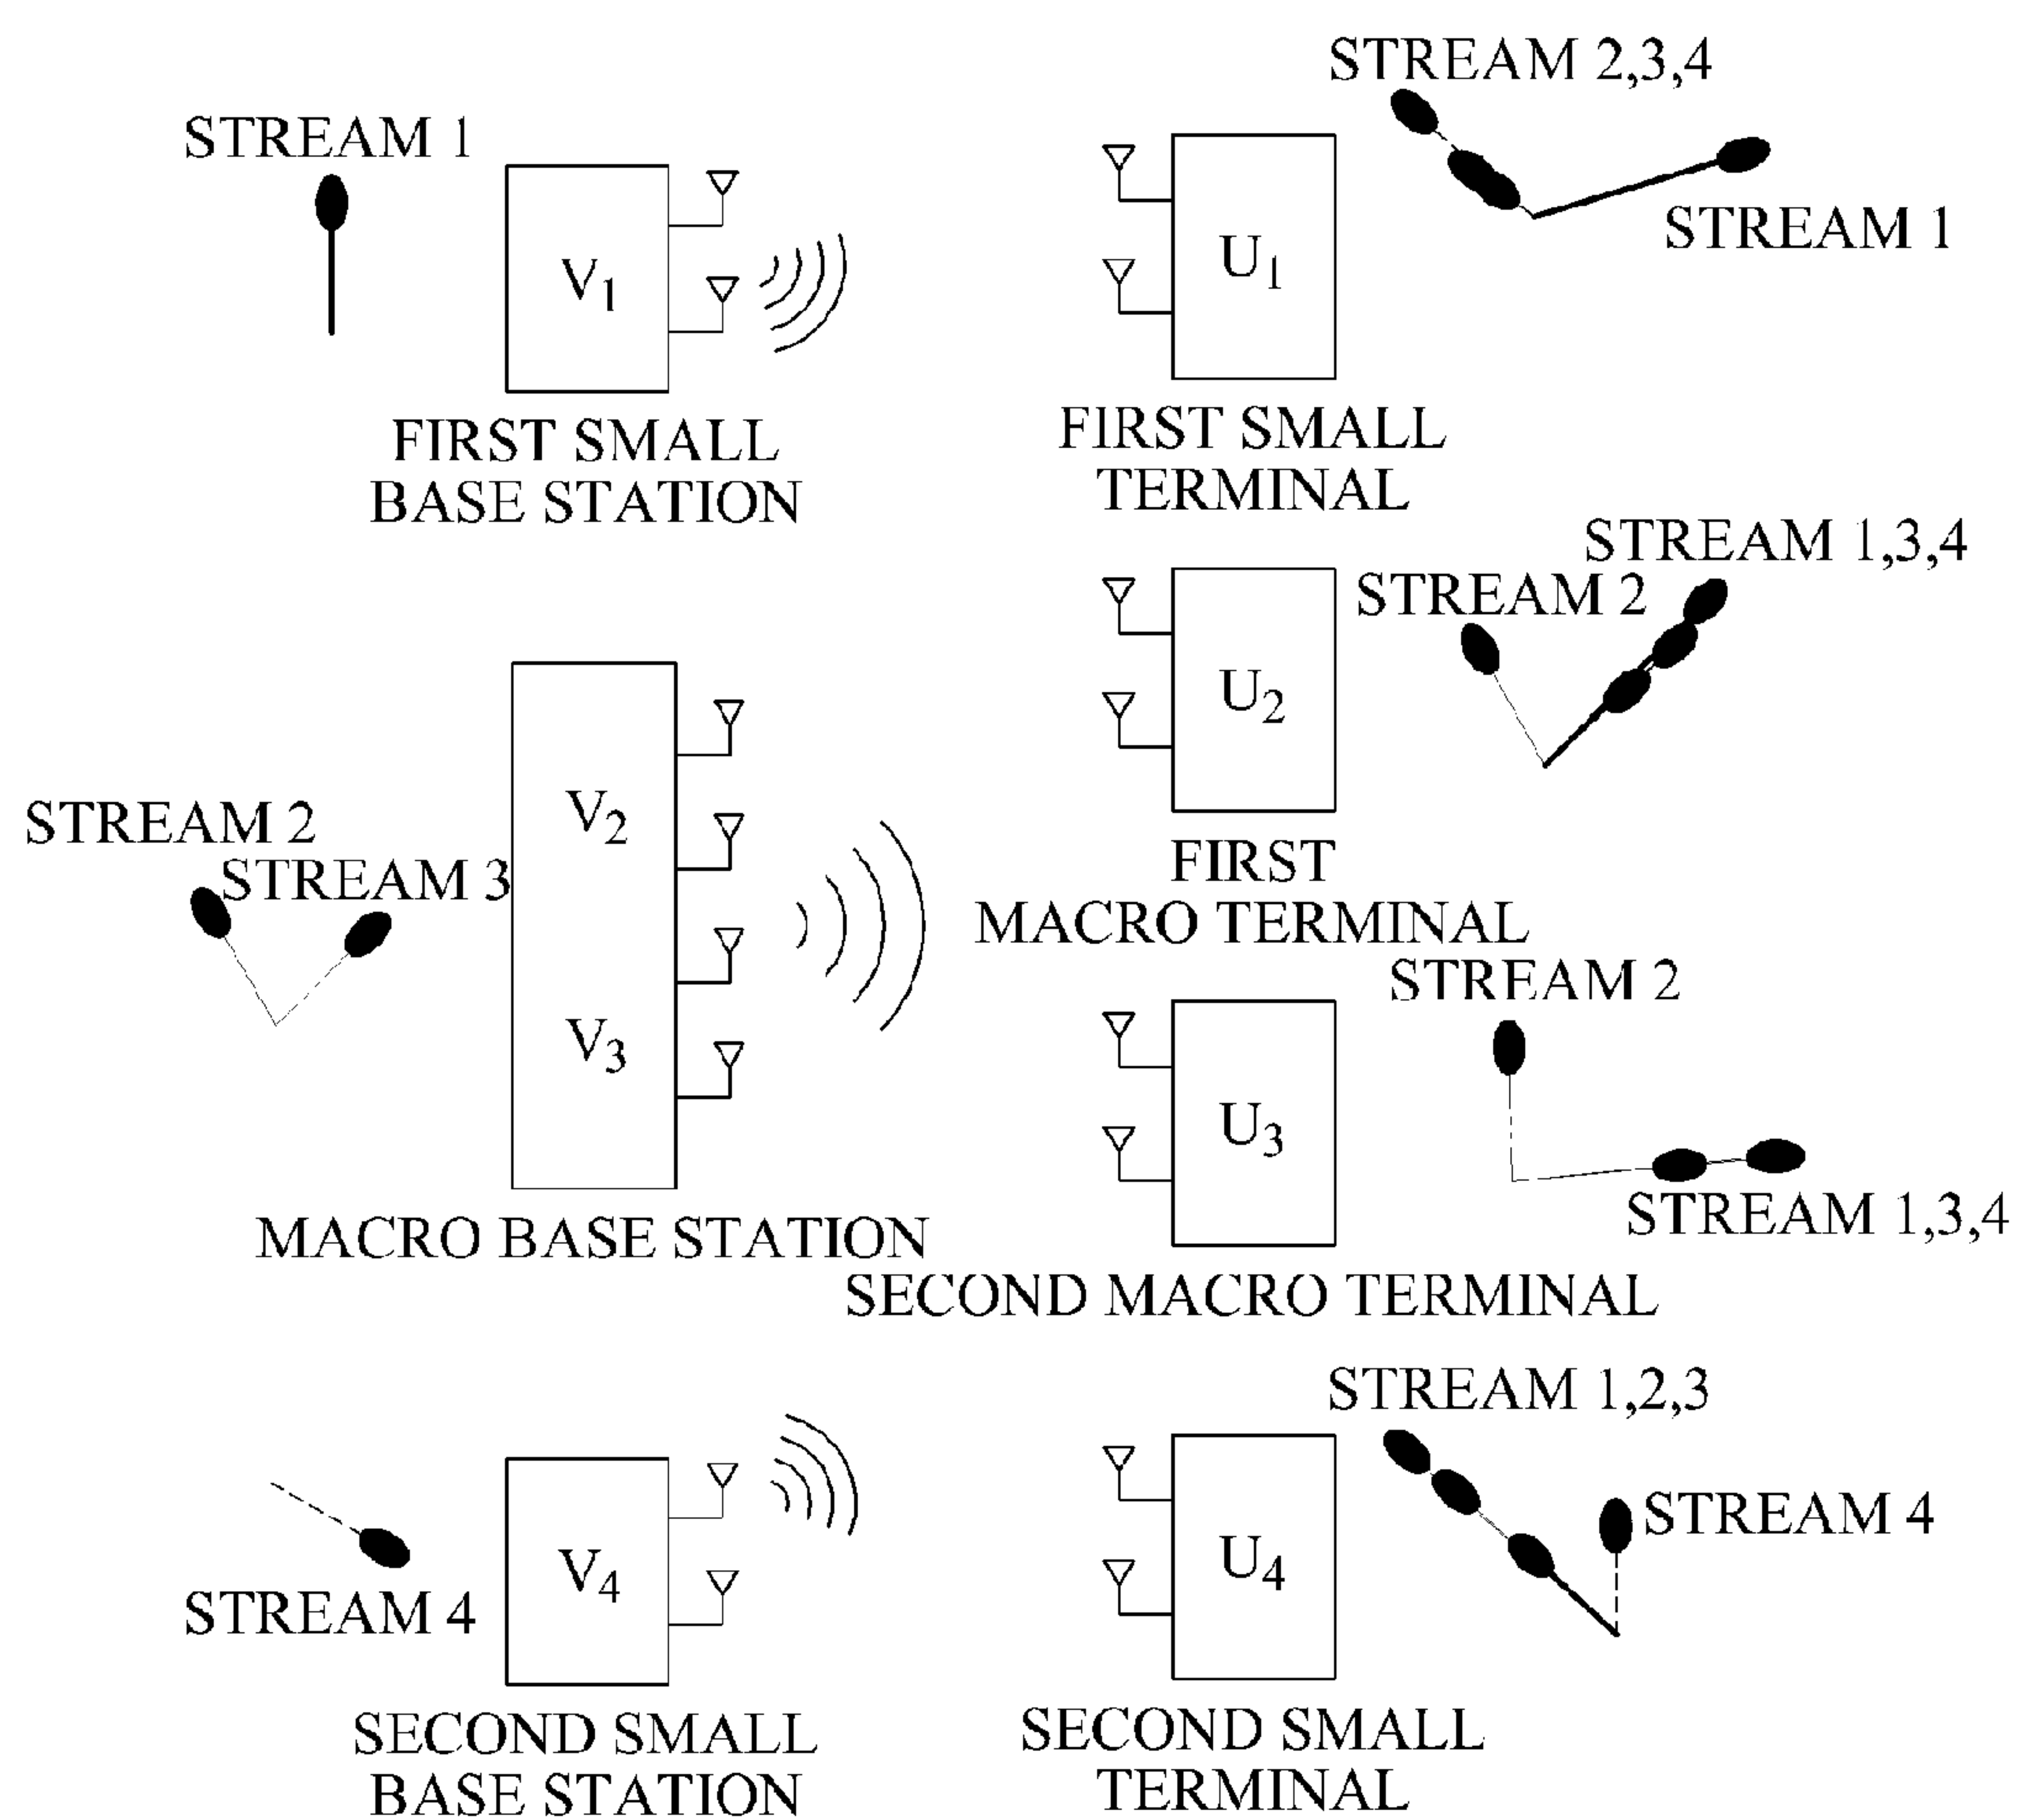 STREAM 2,3,4
STREAM 1
V1
U1
STREAM 1
FIRST SMALL
BASE STATION
FIRST SMALL
TERMINAL
STREAM 1,3,4
STREAM 2
U2
STREAM 2
STREAM 3
V2
V3
MACRO BASE STATION
FIRST
MACRO TERMINAL
STREAM 2
U3
STREAM 1,3,4
SECOND MACRO TERMINAL
STREAM 1,2,3
STREAM 4
V4
U4
STREAM 4
SECOND SMALL
BASE STATION
SECOND SMALL
TERMINAL